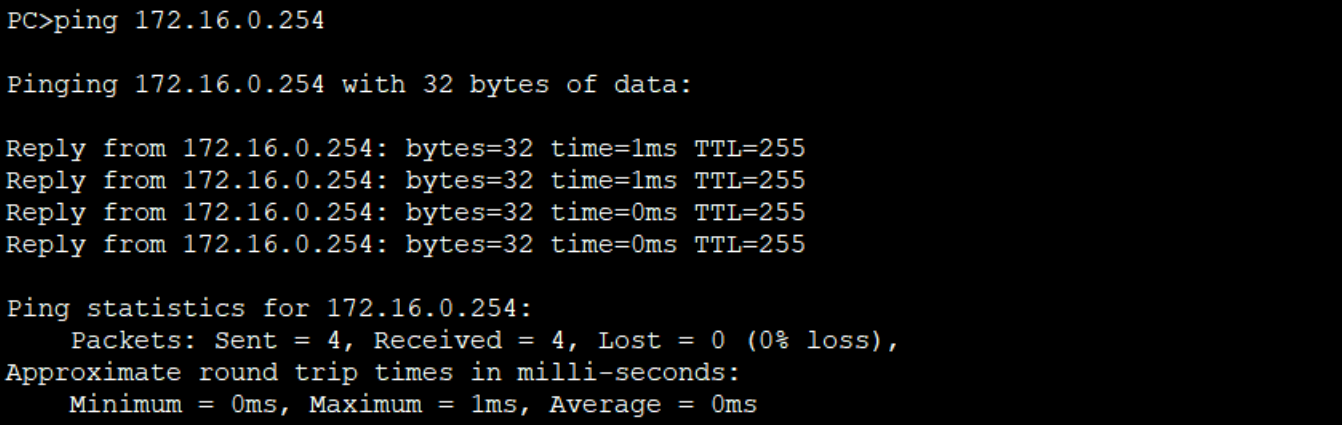 PC>ping 172.16.0.254
Pinging 172.16.0.254 with 32 bytes of data:
Reply from 172.16.0.254: bytes=32 time=1ms TTL=255
Reply from 172.16.0.254: bytes=32 time=1ms TTL=255
Reply from 172.16.0.254: bytes=32 time=0ms TTL=255
Reply from 172.16.0.254: bytes=32 time=0ms TTL=255
Ping statistics for 172.16.0.254:
    Packets: Sent = 4, Received = 4, Lost = 0 (0% loss),
Approximate round trip times in milli-seconds:
    Minimum = 0ms, Maximum = 1ms, Average = 0ms